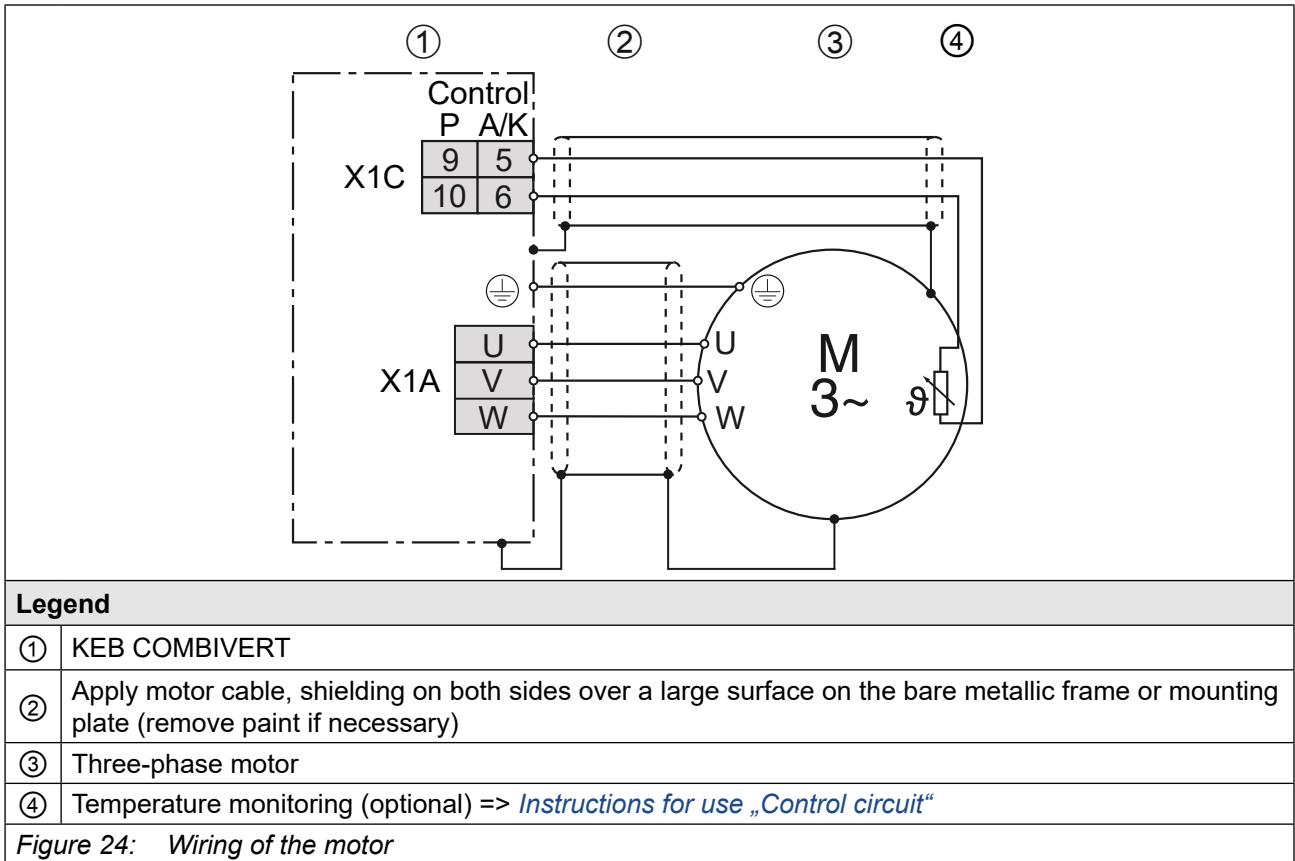 ① ② ③ ④
Control
P A/K
X1C 9 5
10 6
X1A U
V
W
U
V
W
M
3~
ϑ
Legend
① KEB COMBIVERT
② Apply motor cable, shielding on both sides over a large surface on the bare metallic frame or mounting
plate (remove paint if necessary)
③ Three-phase motor
④ Temperature monitoring (optional) => Instructions for use „Control circuit“
Figure 24: Wiring of the motor